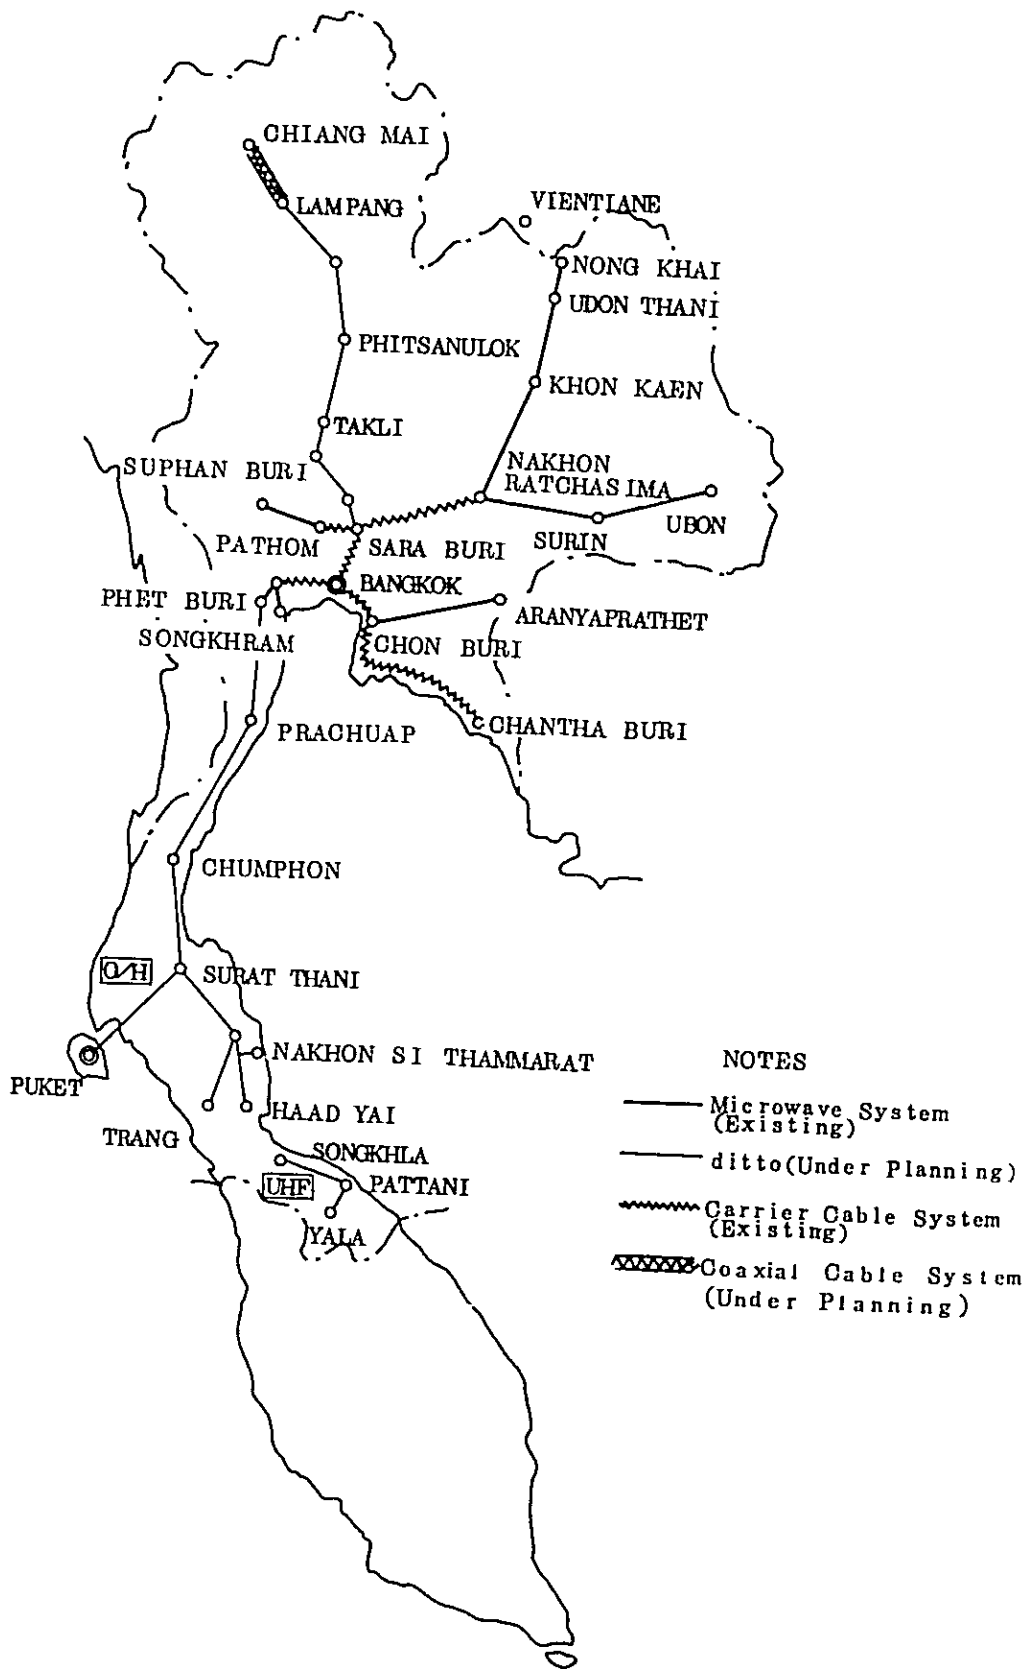 CHIANG MAI
LAMPANG
VIENTIANE
NONG KHAI
UDON THANI
PHITSANULOK
KHON KAEN
TAKLI
SUPHAN BURI
NAKHON
RATCHASIMA
UBON
PATHOM
SARA BURI
SURIN
BANGKOK
PHET BURI
ARANYAPRATHET
SONGKHRAM
CHON BURI
CHANTHA BURI
PRACHUAP
CHUMPHON
O/H
SURAT THANI
NAKHON SI THAMMARAT
PUKET
HAAD YAI
TRANG
SONGKHLA
UHF
PATTANI
YALA
NOTES
Microwave System
(Existing)
ditto(Under Planning)
Carrier Cable System
(Existing)
Coaxial Cable System
(Under Planning)